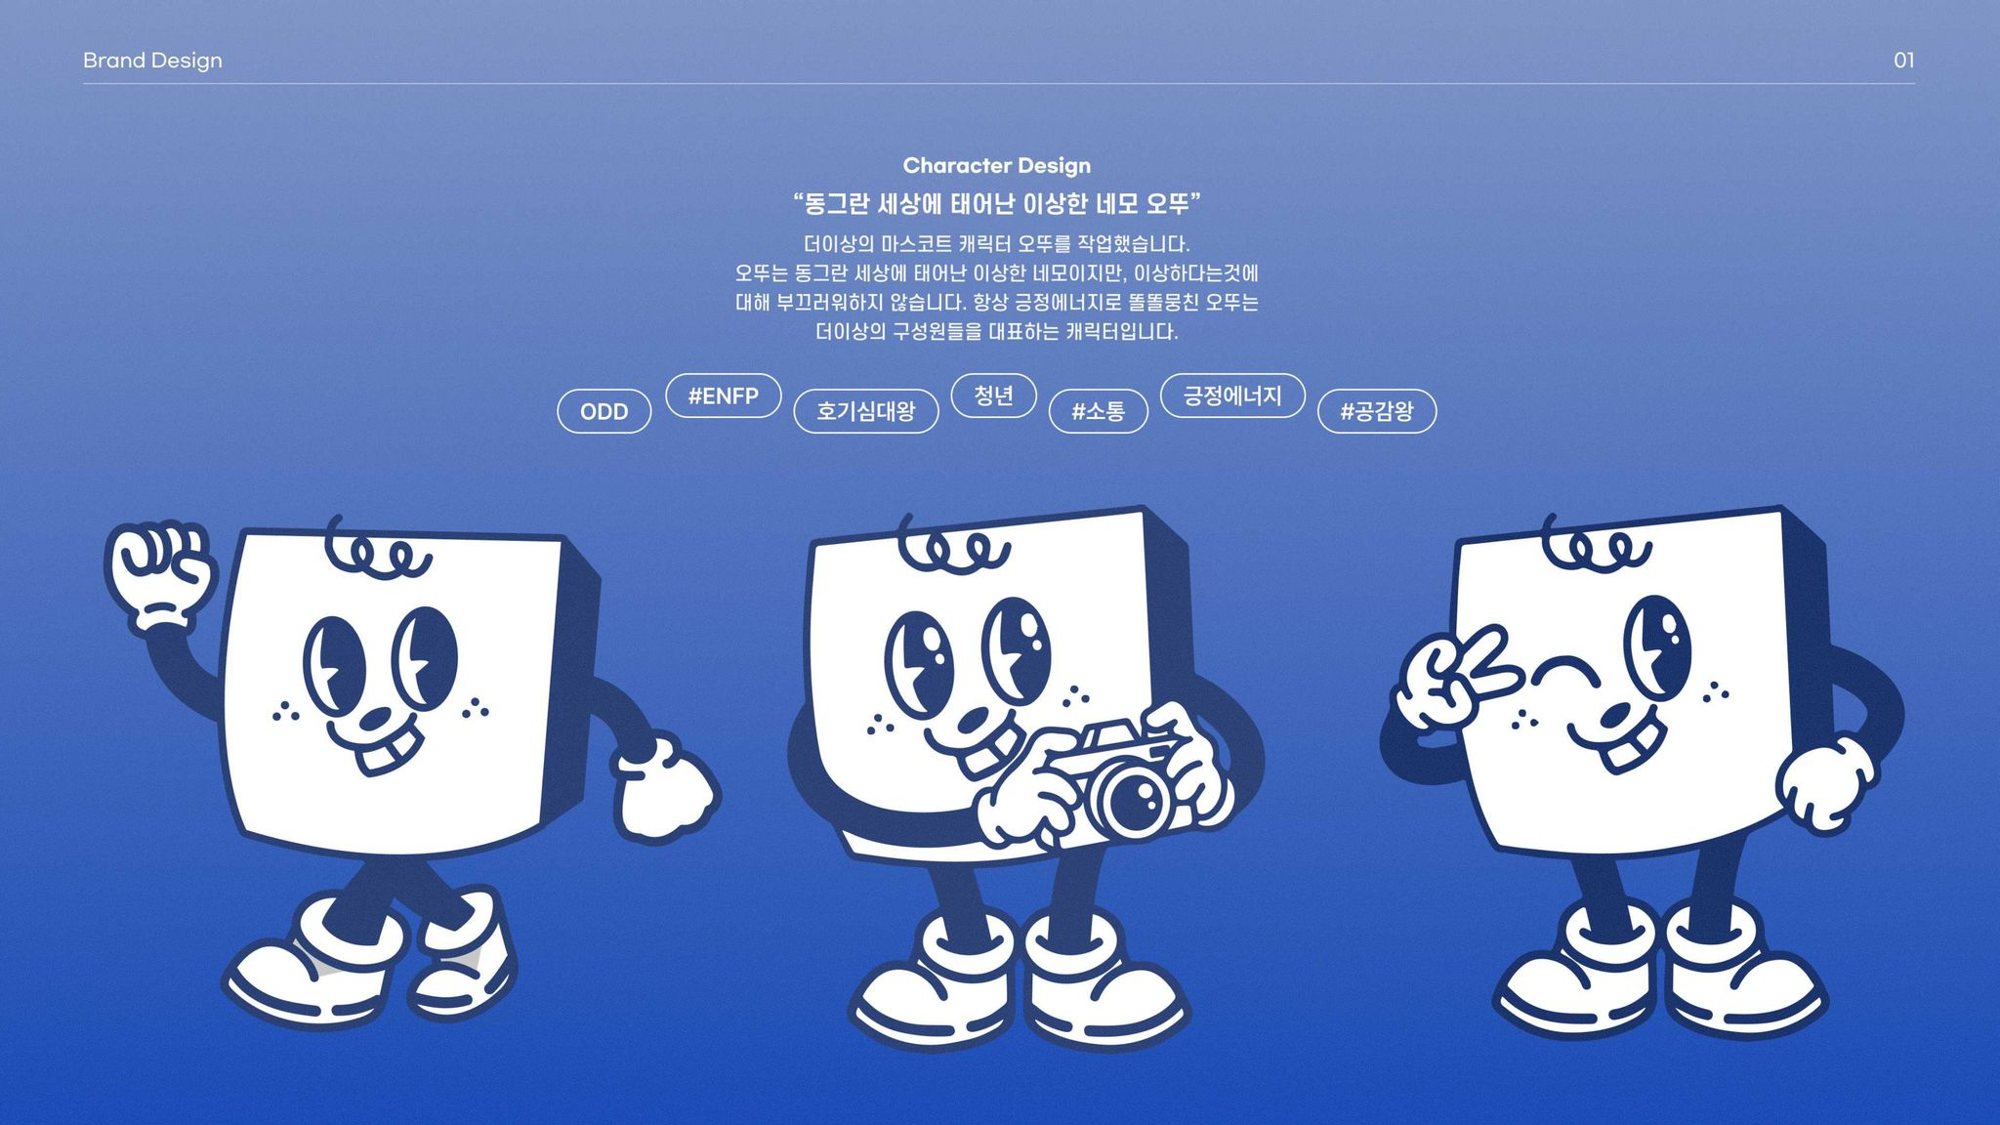 Brand Design
01
Character Design
“동그란 세상에 태어난 이상한 네모 오뚜”
더이상의 마스코트 캐릭터 오뚜를 작업했습니다.
오뚜는 동그란 세상에 태어난 이상한 네모이지만, 이상하다는것에
대해 부끄러워하지 않습니다. 항상 긍정에너지로 똘똘뭉친 오뚜는
더이상의 구성원들을 대표하는 캐릭터입니다.
ODD
#ENFP
호기심대왕
청년
#소통
긍정에너지
#공감왕